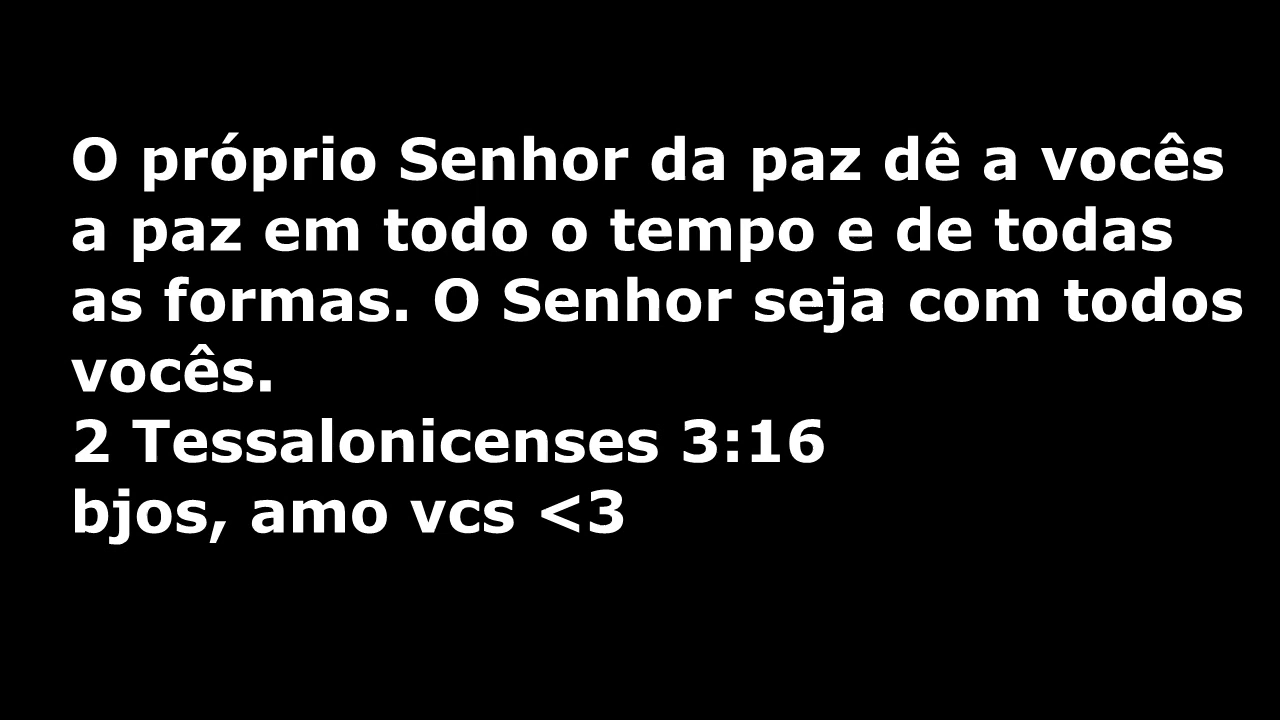 O próprio Senhor da paz dê a vocês
a paz em todo o tempo e de todas
as formas. O Senhor seja com todos
vocês.
2 Tessalonicenses 3:16
bjos, amo vcs <3